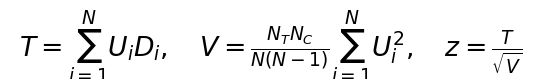 $T = \sum_{i=1}^{N} U_i D_i, \quad V = \frac{N_T N_C}{N(N-1)} \sum_{i=1}^{N} U_i^2, \quad z = \frac{T}{\sqrt{V}}$